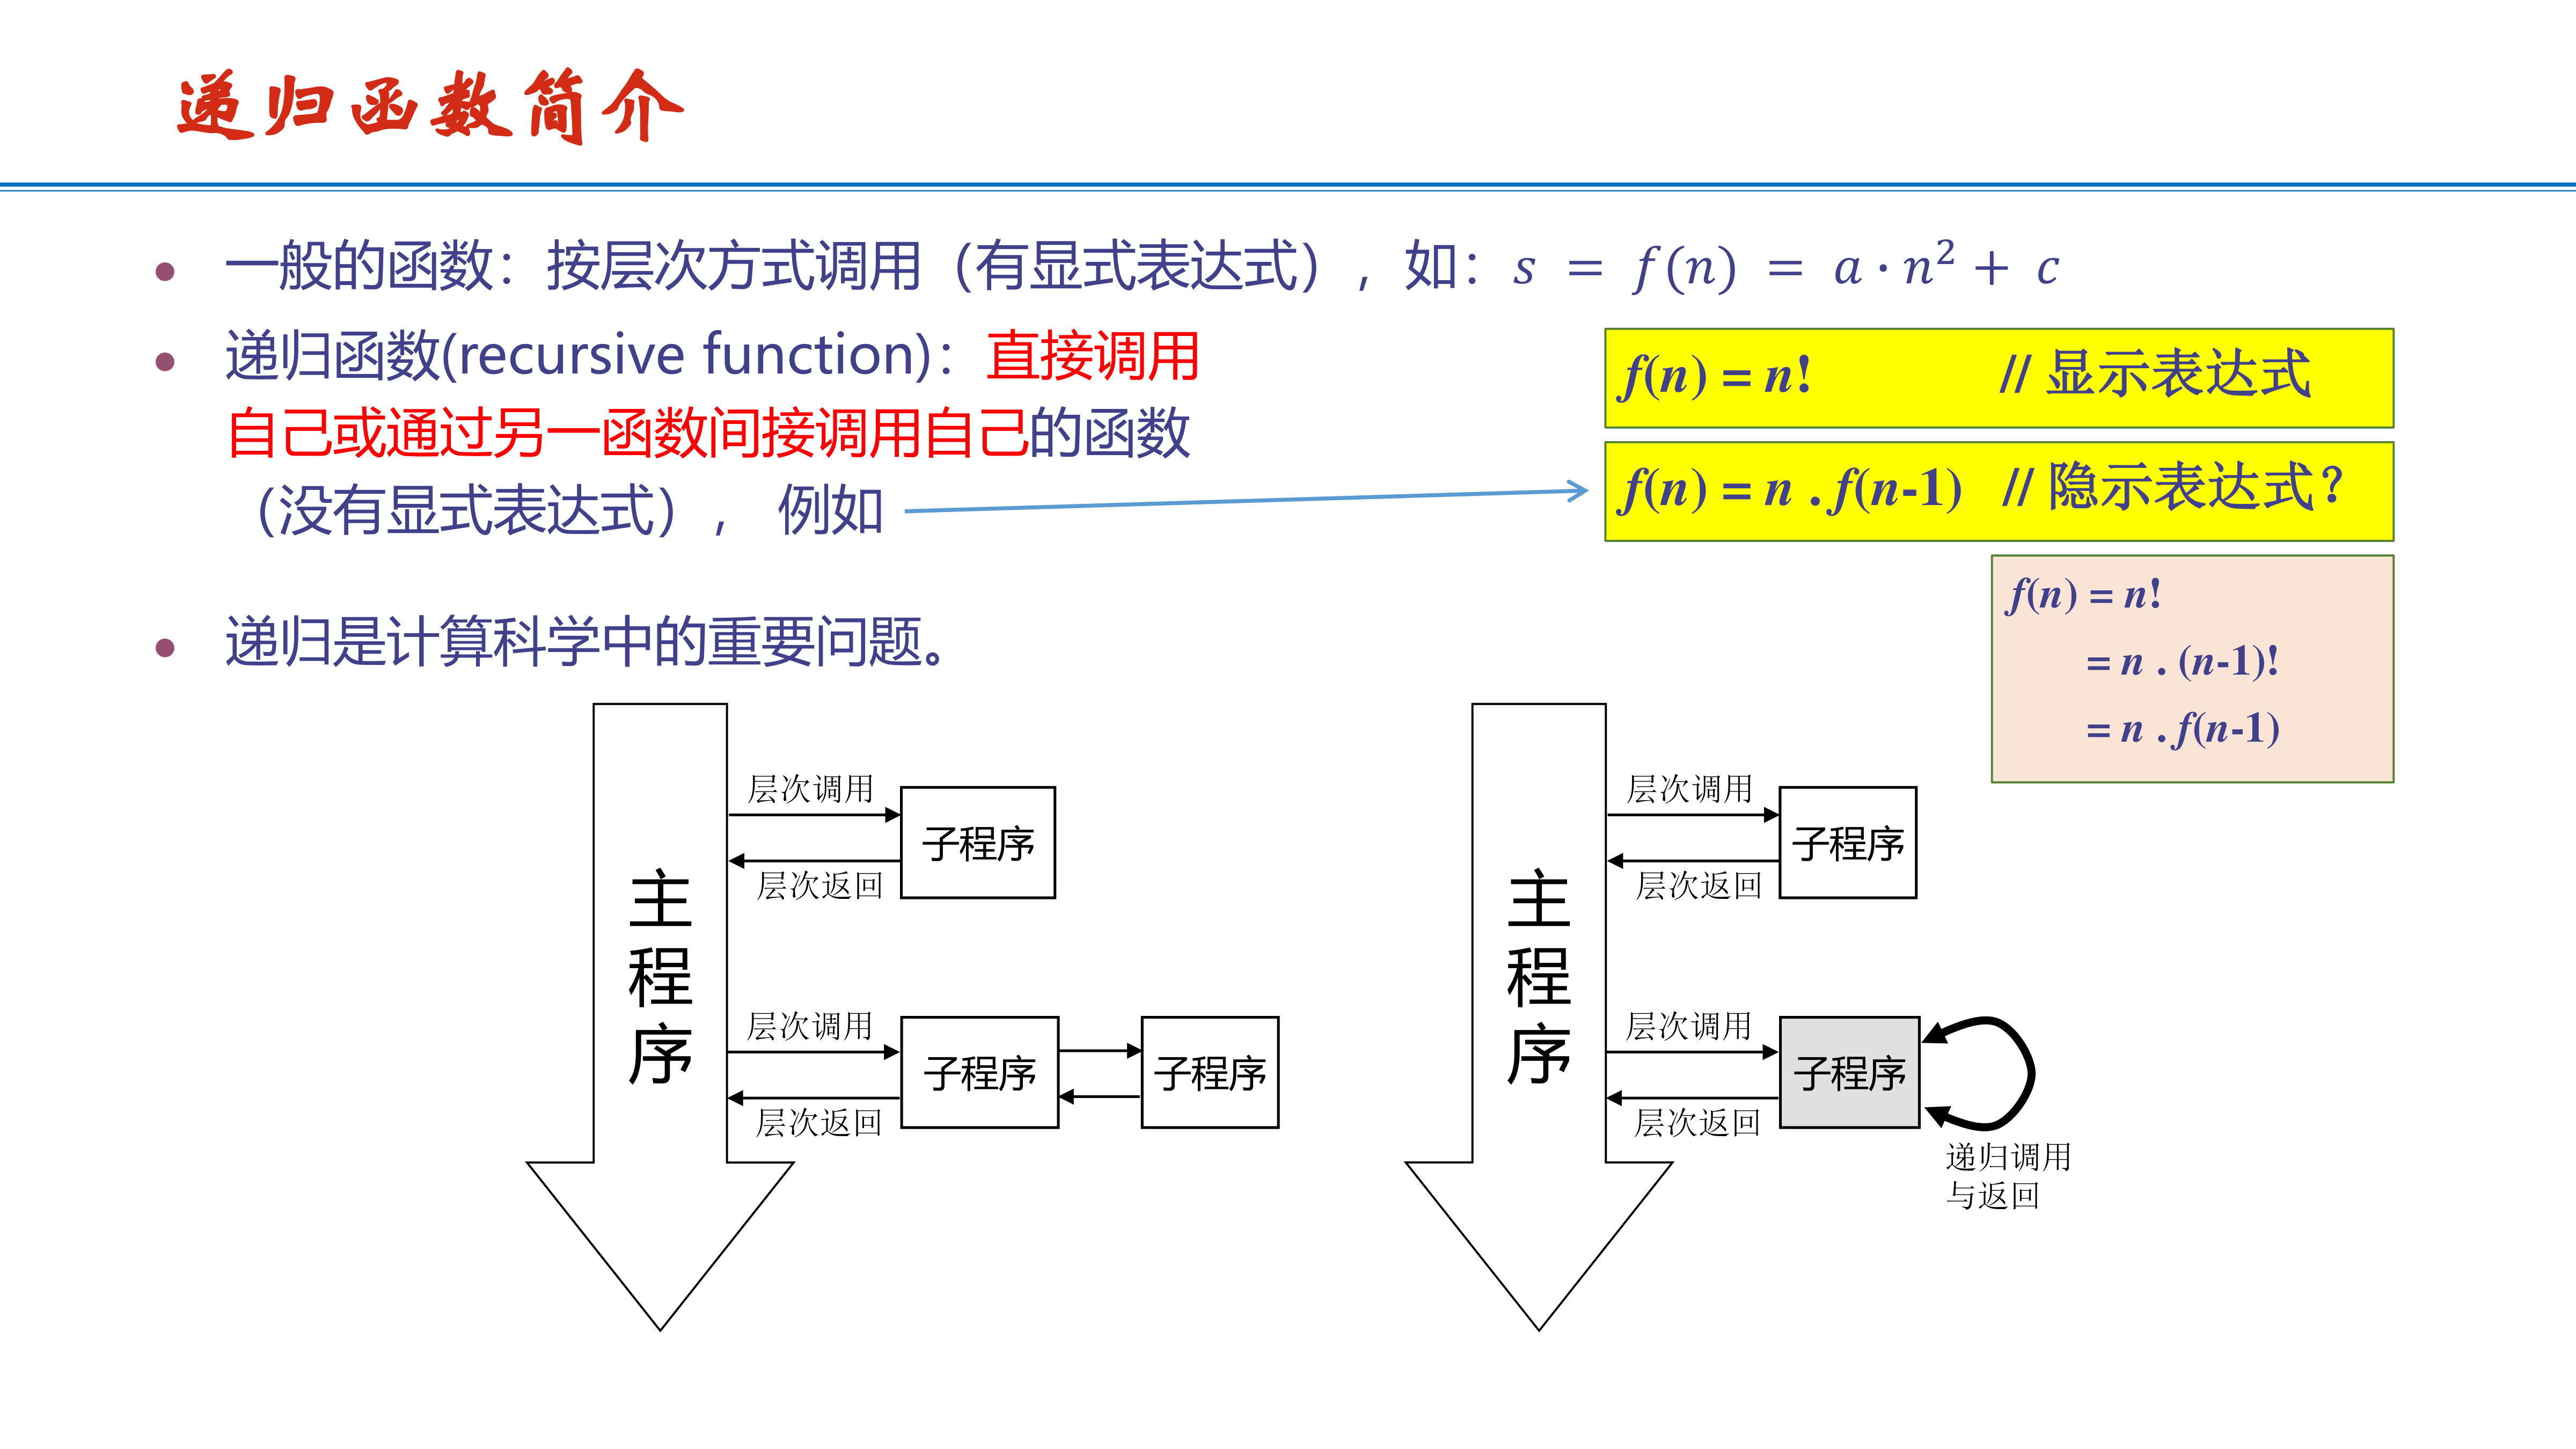 递归函数简介
一般的函数：按层次方式调用（有显式表达式），如：s = f(n) = a·n² + c
递归函数(recursive function)：直接调用
自己或通过另一函数间接调用自己的函数
（没有显式表达式）， 例如
f(n) = n! // 显示表达式
f(n) = n . f(n-1) // 隐示表达式？
f(n) = n!
= n . (n-1)!
= n . f(n-1)
递归是计算科学中的重要问题。
主程序
层次调用
子程序
层次返回
层次调用
子程序
子程序
层次返回
主程序
层次调用
子程序
层次返回
层次调用
子程序
层次返回
递归调用
与返回